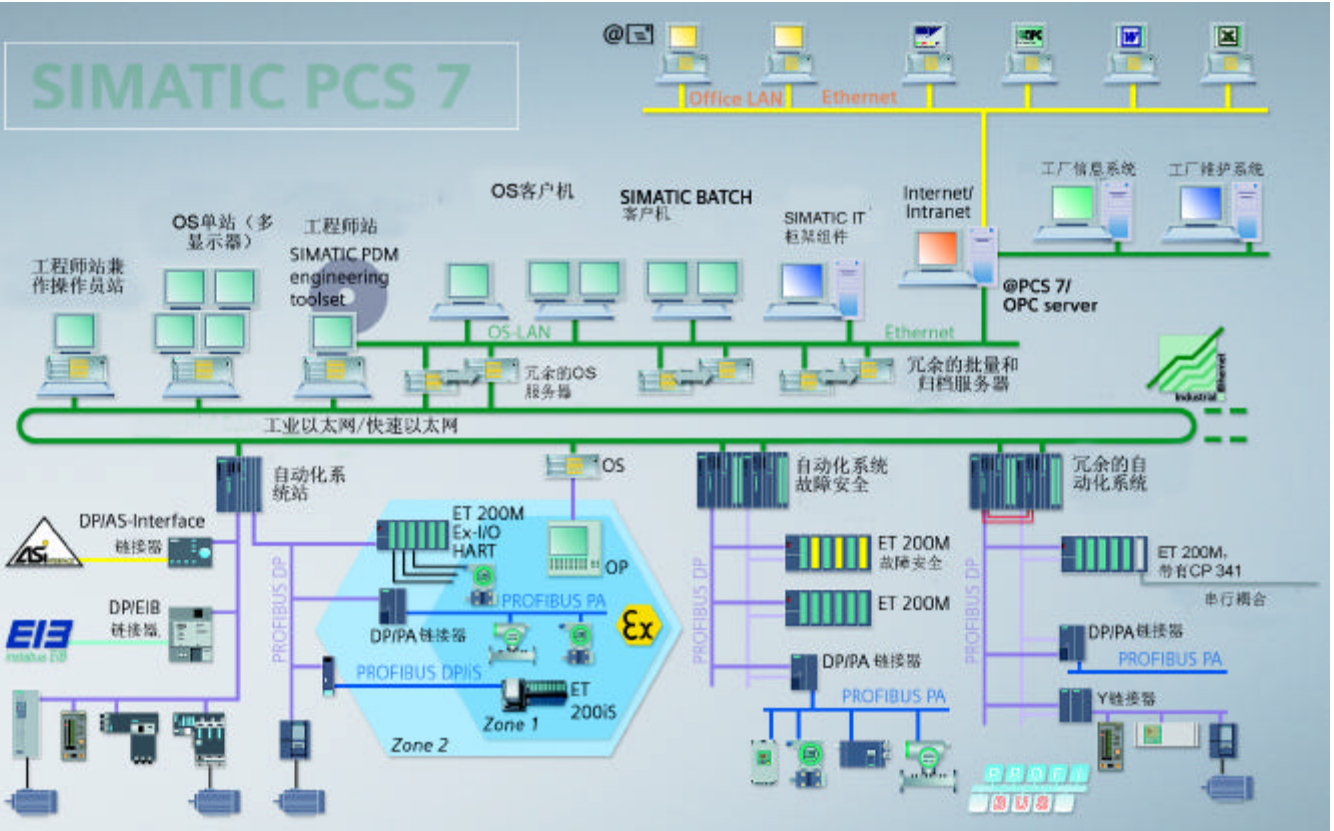 @
OPC
W
X
SIMATIC PCS 7
Office LAN
Ethernet
工厂信息系统
工厂维护系统
OS客户机
SIMATIC BATCH
客户机
Internet/
Intranet
SIMATIC IT
框架组件
OS单站（多
显示器）
工程师站
SIMATIC PDM
engineering
toolset
工程师站兼
作操作员站
@PCS 7/
OPC server
OS-LAN
Ethernet
冗余的OS
服务器
冗余的批量和
归档服务器
Industrial
Ethernet
工业以太网/快速以太网
自动化系
统站
OS
自动化系统
故障安全
冗余的自
动化系统
DP/AS-Interface
链接器
ASi
INTERFACE
ET 200M
Ex-I/O
HART
OP
ET 200M
故障安全
ET 200M,
带有CP 341
串行耦合
PROFIBUS DP
PROFIBUS PA
DP/EIB
链接器,
EIB
instabus EIB
DP/PA 链接器
εx
PROFIBUS DP
ET 200M
PROFIBUS DP
DP/PA链接器
PROFIBUS PA
PROFIBUS DP/iS
ET
200iS
DP/PA 链接器
PROFIBUS PA
Y链接器
Zone 1
Zone 2
PROFI
BUS